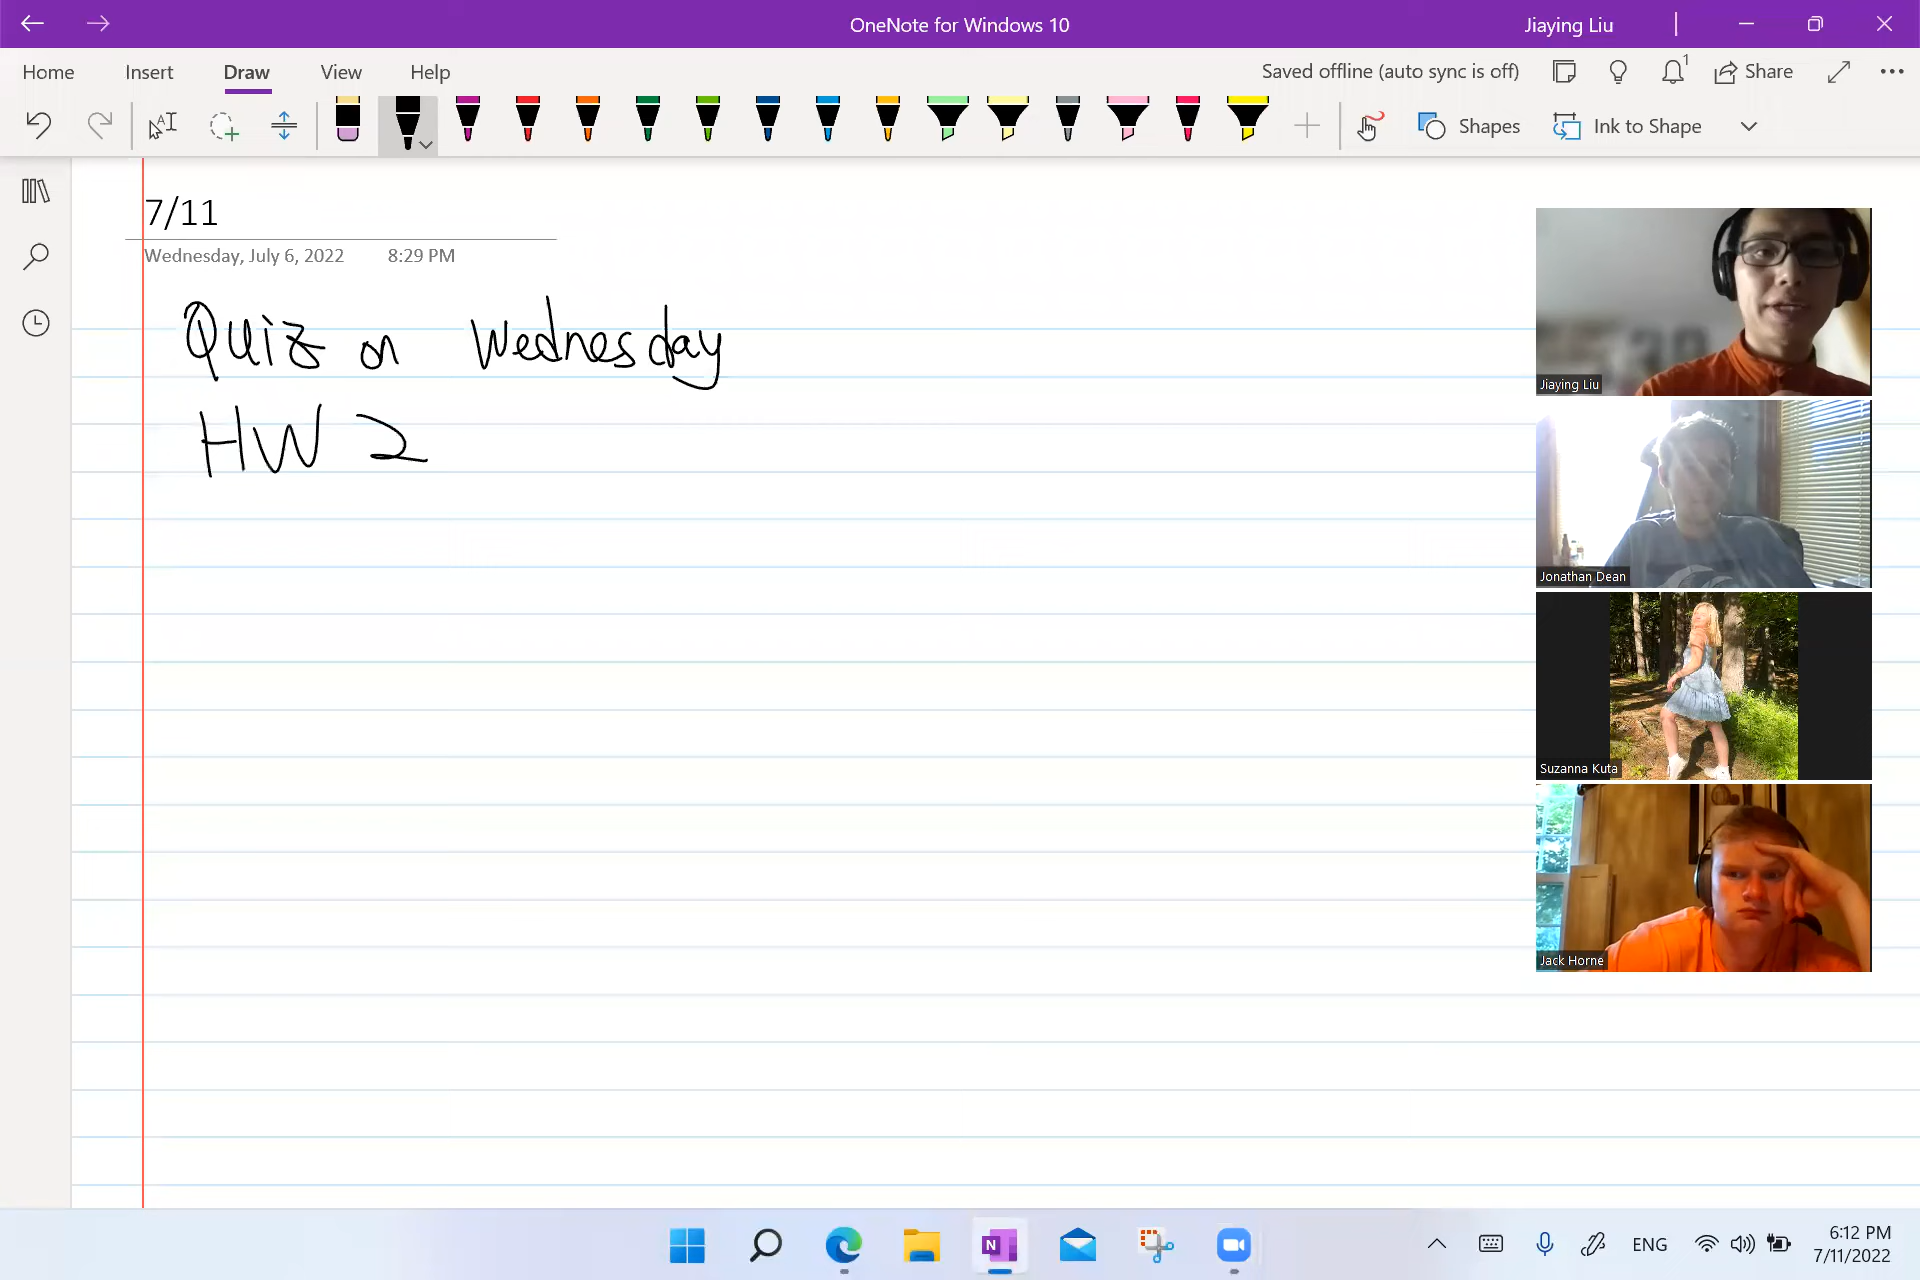 OneNote for Windows 10
Jiaying Liu
Home Insert Draw View Help
Saved offline (auto sync is off)
1
Share
Shapes
Ink to Shape
7/11
Wednesday, July 6, 2022 8:29 PM
Quiz on Wednesday
HW 2
Jiaying Liu
Jonathan Dean
Suzanna Kuta
Jack Horne
ENG
6:12 PM
7/11/2022